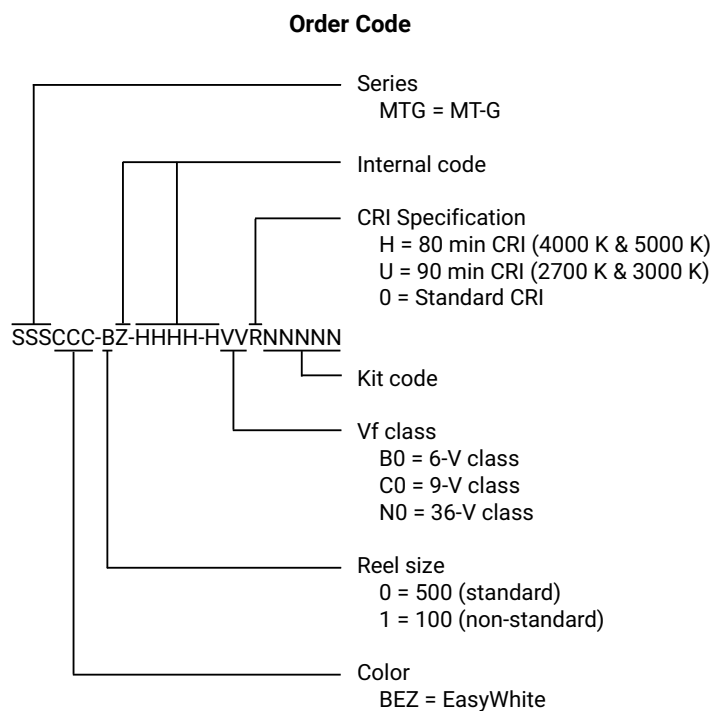 Order Code
Series
MTG = MT-G
Internal code
CRI Specification
H = 80 min CRI (4000 K & 5000 K)
U = 90 min CRI (2700 K & 3000 K)
0 = Standard CRI
SSSCCC-BZ-HHHH-HVVRNNNNN
Kit code
Vf class
B0 = 6-V class
C0 = 9-V class
N0 = 36-V class
Reel size
0 = 500 (standard)
1 = 100 (non-standard)
Color
BEZ = EasyWhite